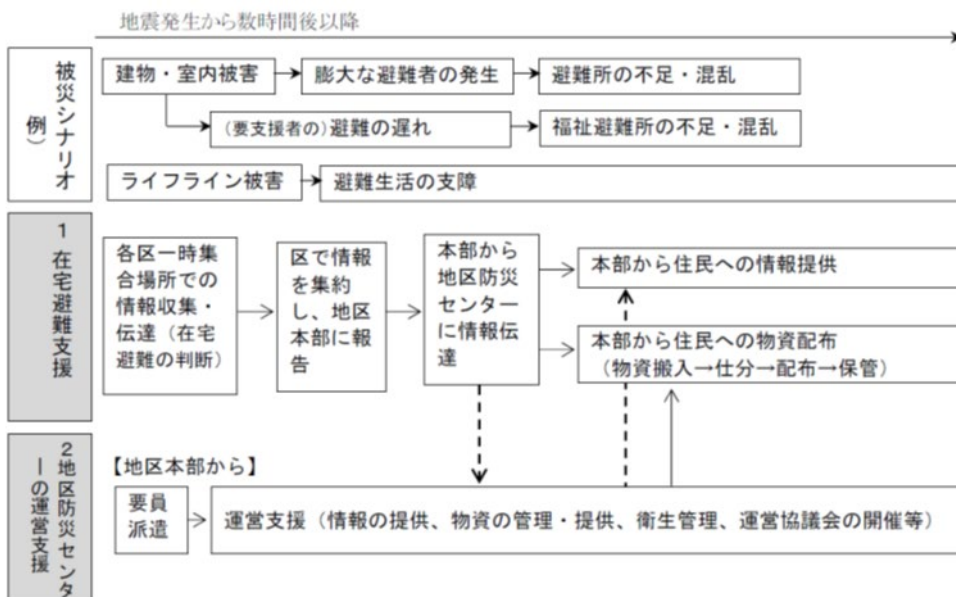 地震発生から数時間後以降
被災シナリオ
例）
建物・室内被害
膨大な避難者の発生
避難所の不足・混乱
（要支援者の）避難の遅れ
福祉避難所の不足・混乱
ライフライン被害
避難生活の支障
1 在宅避難支援
各区一時集
合場所での
情報収集・
伝達（在宅
避難の判断）
区で情報
を集約
し、地区
本部に報
告
本部から
地区防災
センター
に情報伝
達
本部から住民への情報提供
本部から住民への物資配布
（物資搬入→仕分→配布→保管）
2 地区防災センタ
ーの運営支援
【地区本部から】
要員
派遣
運営支援（情報の提供、物資の管理・提供、衛生管理、運営協議会の開催等）